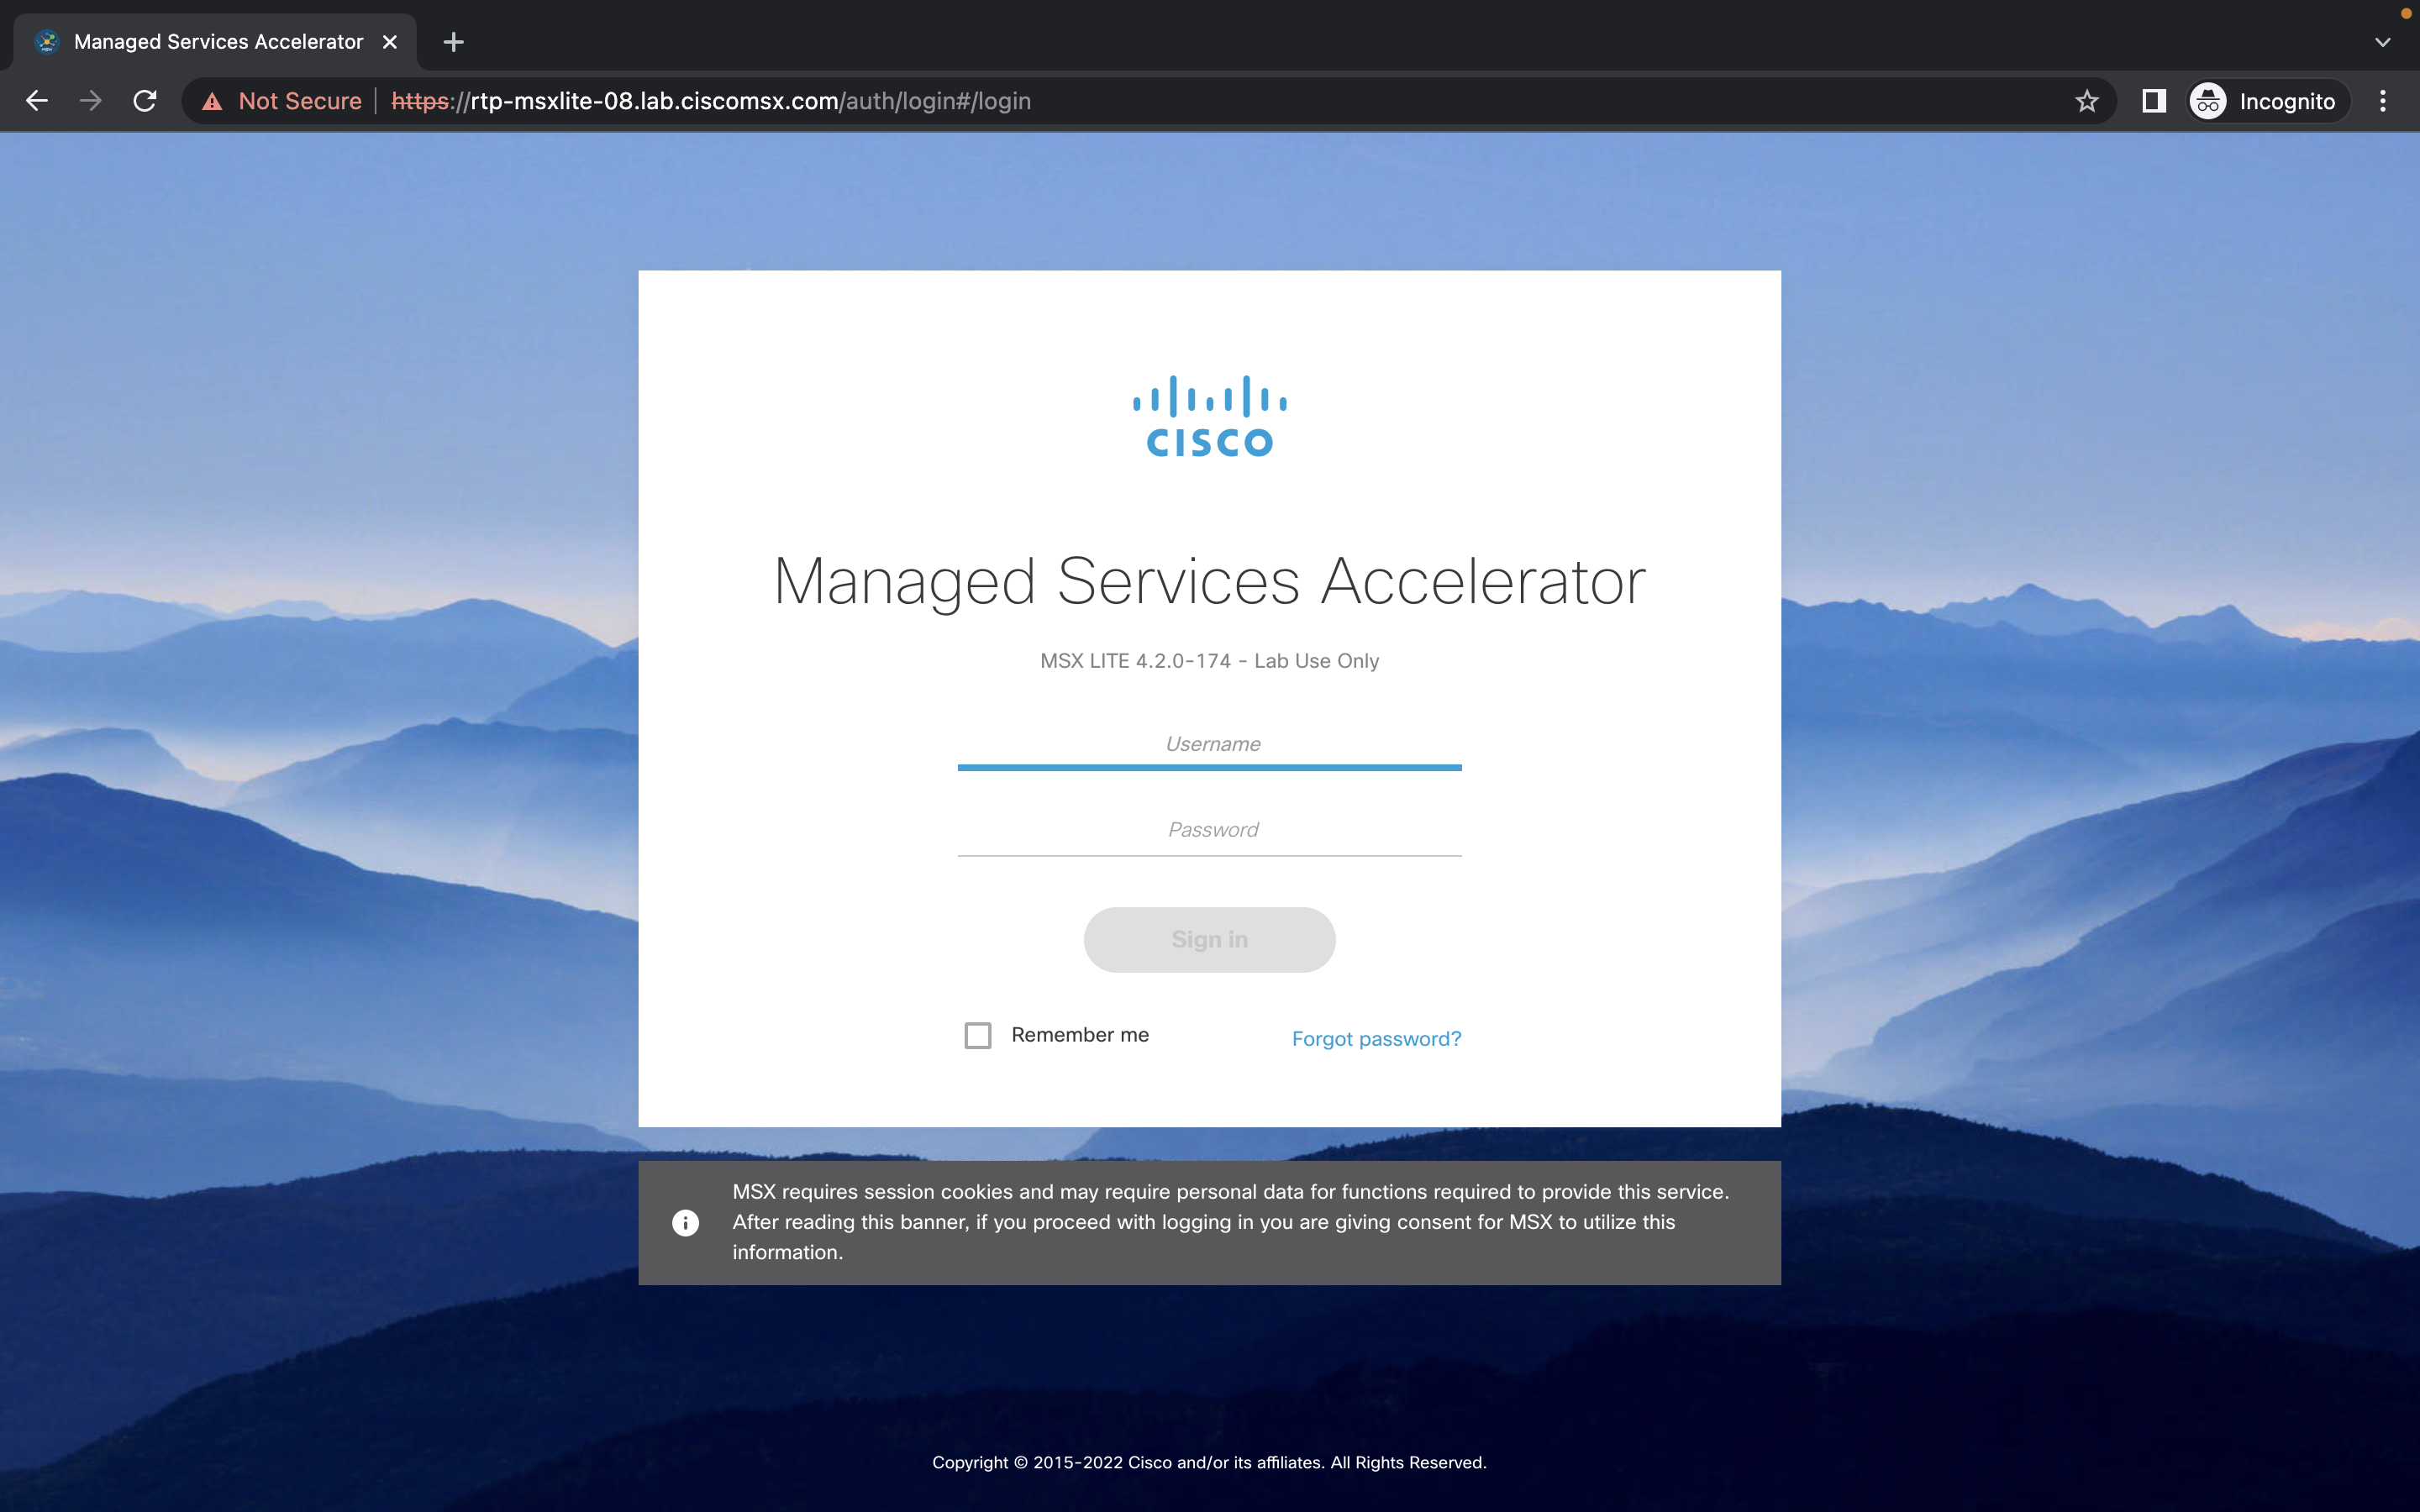 Managed Services Accelerator
Not Secure https://rtp-msxlite-08.lab.ciscomsx.com/auth/login#/login Incognito
CISCO
Managed Services Accelerator
MSX LITE 4.2.0-174 - Lab Use Only
Username
Password
Sign in
Remember me Forgot password?
MSX requires session cookies and may require personal data for functions required to provide this service.
After reading this banner, if you proceed with logging in you are giving consent for MSX to utilize this
information.
Copyright © 2015-2022 Cisco and/or its affiliates. All Rights Reserved.